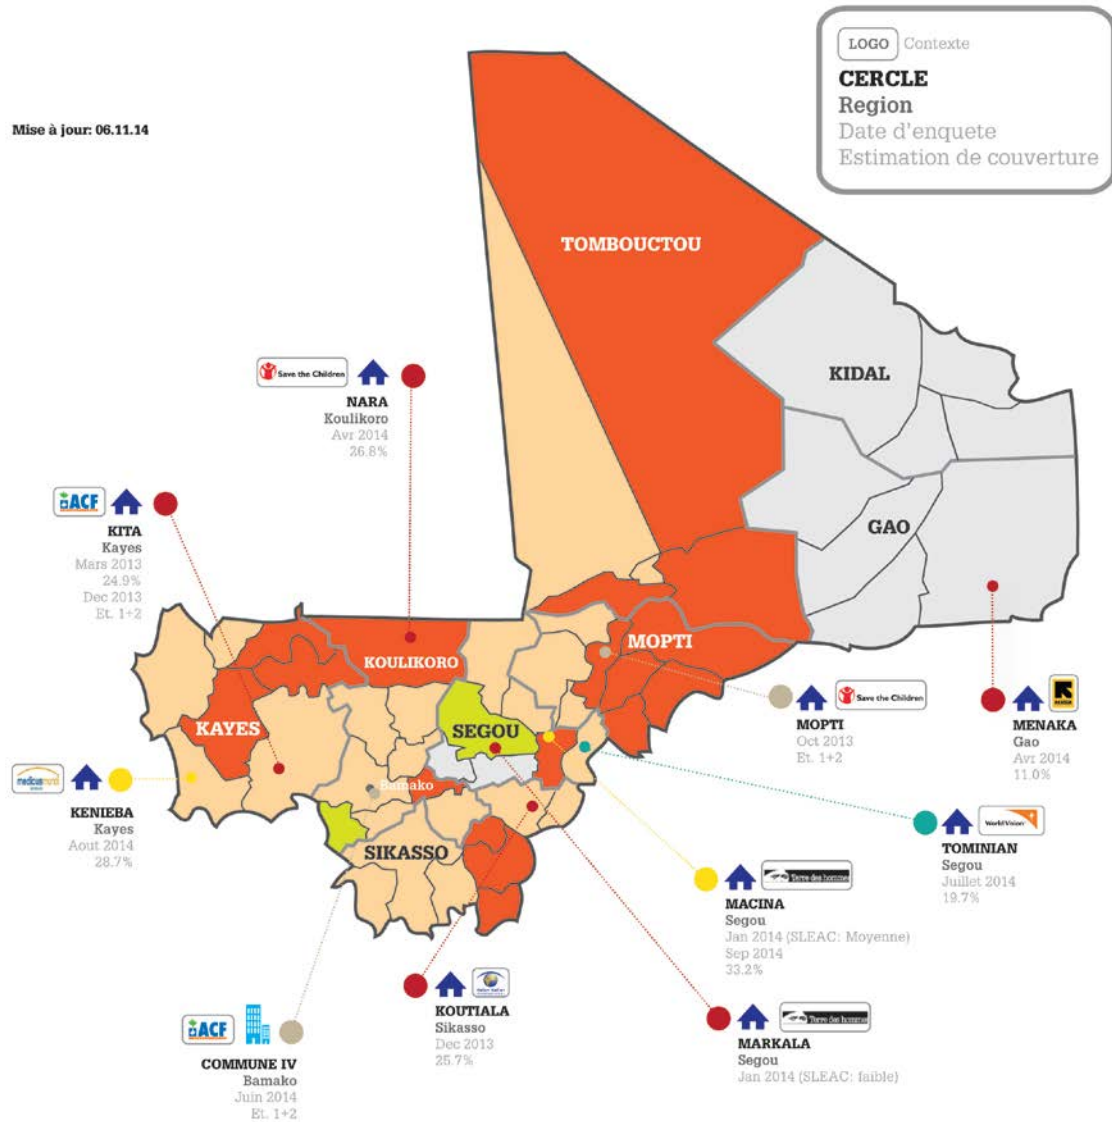 LOGO Contexte
CERCLE
Region
Date d'enquete
Estimation de couverture
Mise à jour: 06.11.14
TOMBOUCTOU
KIDAL
GAO
Save the Children
NARA
Koulikoro
Avr 2014
26.8%
ACF
KITA
Kayes
Mars 2013
24.9%
Dec 2013
Et. 1+2
MOPTI
KOULIKORO
KAYES
SEGOU
Bamako
SIKASSO
Save the Children
MOPTI
Oct 2013
Et. 1+2
MENAKA
Gao
Avr 2014
11.0%
medicusmundi
KENIEBA
Kayes
Aout 2014
28.7%
World Vision
TOMINIAN
Segou
Juillet 2014
19.7%
Terre des hommes
MACINA
Segou
Jan 2014 (SLEAC: Moyenne)
Sep 2014
33.2%
KOUTIALA
Sikasso
Dec 2013
25.7%
Terre des hommes
MARKALA
Segou
Jan 2014 (SLEAC: faible)
ACF
COMMUNE IV
Bamako
Juin 2014
Et. 1+2